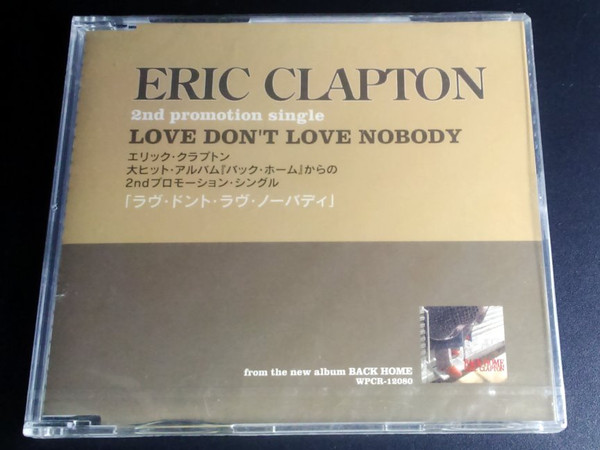 ERIC CLAPTON
2nd promotion single
LOVE DON'T LOVE NOBODY
エリック・クラプトン
大ヒット・アルバム『バック・ホーム』からの
2ndプロモーション・シングル
「ラヴ・ドント・ラヴ・ノーバディ」
BACK HOME
CLAPTON
from the new album BACK HOME
WPCR-12080